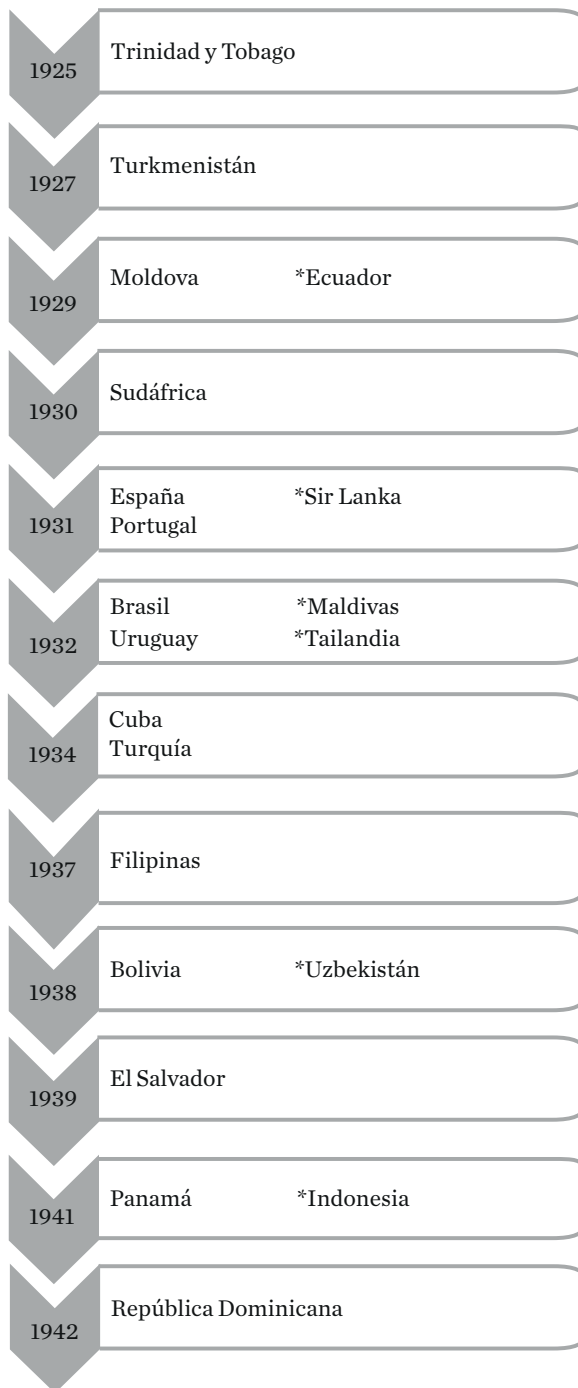 1925
Trinidad y Tobago
1927
Turkmenistán
1929
Moldova *Ecuador
1930
Sudáfrica
1931
España *Sir Lanka
Portugal
1932
Brasil *Maldivas
Uruguay *Tailandia
1934
Cuba
Turquía
1937
Filipinas
1938
Bolivia *Uzbekistán
1939
El Salvador
1941
Panamá *Indonesia
1942
República Dominicana